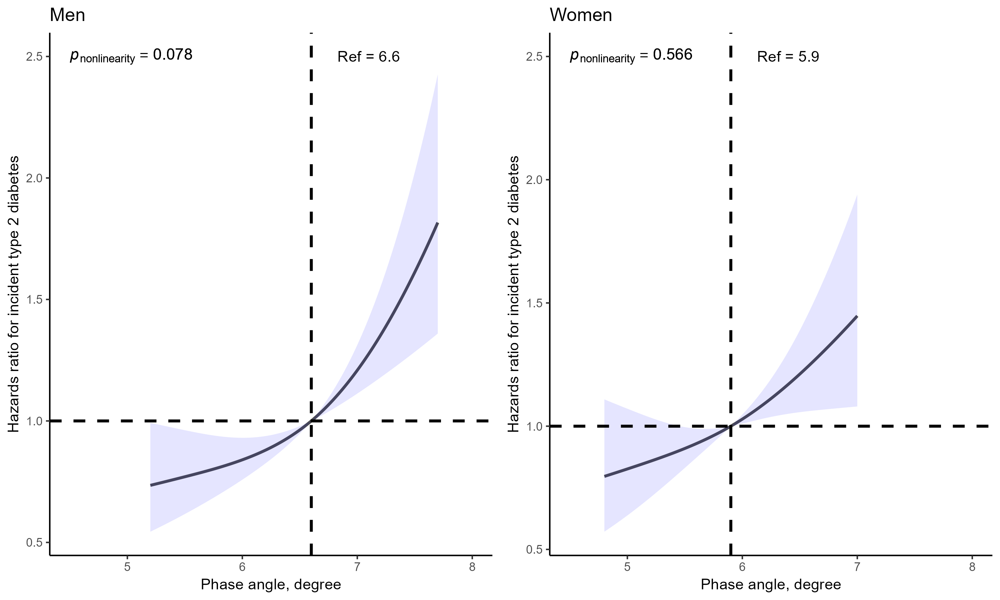 Men
p nonlinearity = 0.078
Ref = 6.6
Hazards ratio for incident type 2 diabetes
2.5
2.0
1.5
1.0
0.5
5 6 7 8
Phase angle, degree
Women
p nonlinearity = 0.566
Ref = 5.9
Hazards ratio for incident type 2 diabetes
2.5
2.0
1.5
1.0
0.5
5 6 7 8
Phase angle, degree